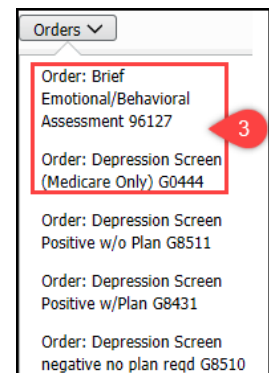 Orders
Order: Brief
Emotional/Behavioral
Assessment 96127
3
Order: Depression Screen
(Medicare Only) G0444
Order: Depression Screen
Positive w/o Plan G8511
Order: Depression Screen
Positive w/Plan G8431
Order: Depression Screen
negative no plan reqd G8510